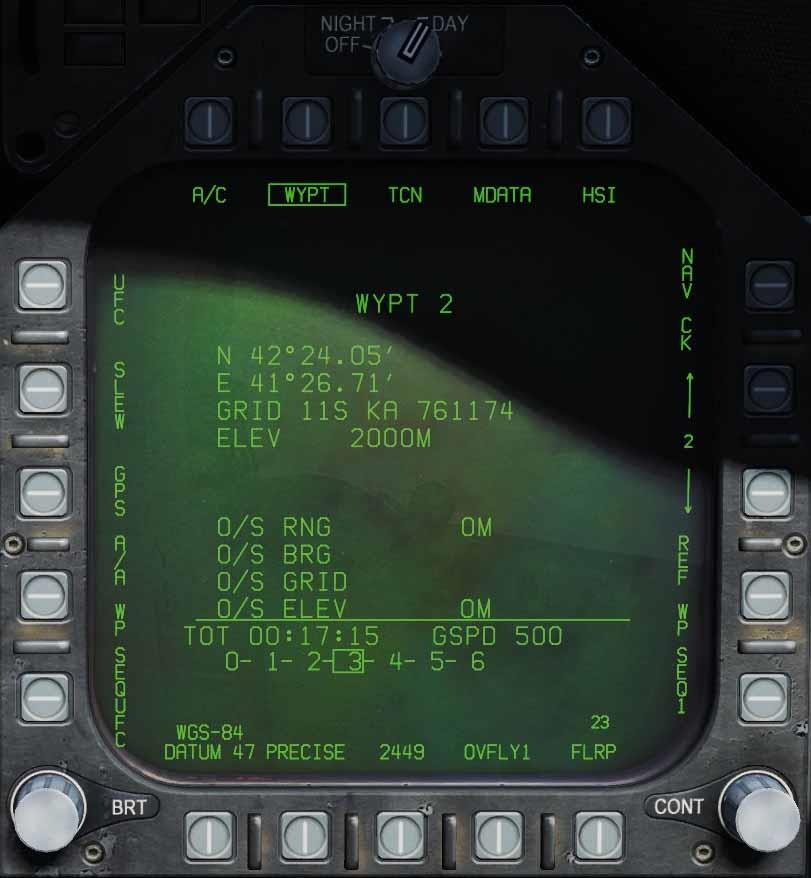 NIGHT DAY
OFF
A/C WYPT TCN MDATA HSI
UFC
SLEW
GPS
A/A WP
SEQUFC
NAV CK
2
REF WP
SEQ1
WYPT 2
N 42°24.05′
E 41°26.71′
GRID 11S KA 761174
ELEV 2000M
O/S RNG 0M
O/S BRG
O/S GRID
O/S ELEV 0M
TOT 00:17:15 GSPD 500
0- 1- 2- 3- 4- 5- 6
WGS-84 23
DATUM 47 PRECISE 2449 OVFLY1 FLRP
BRT CONT